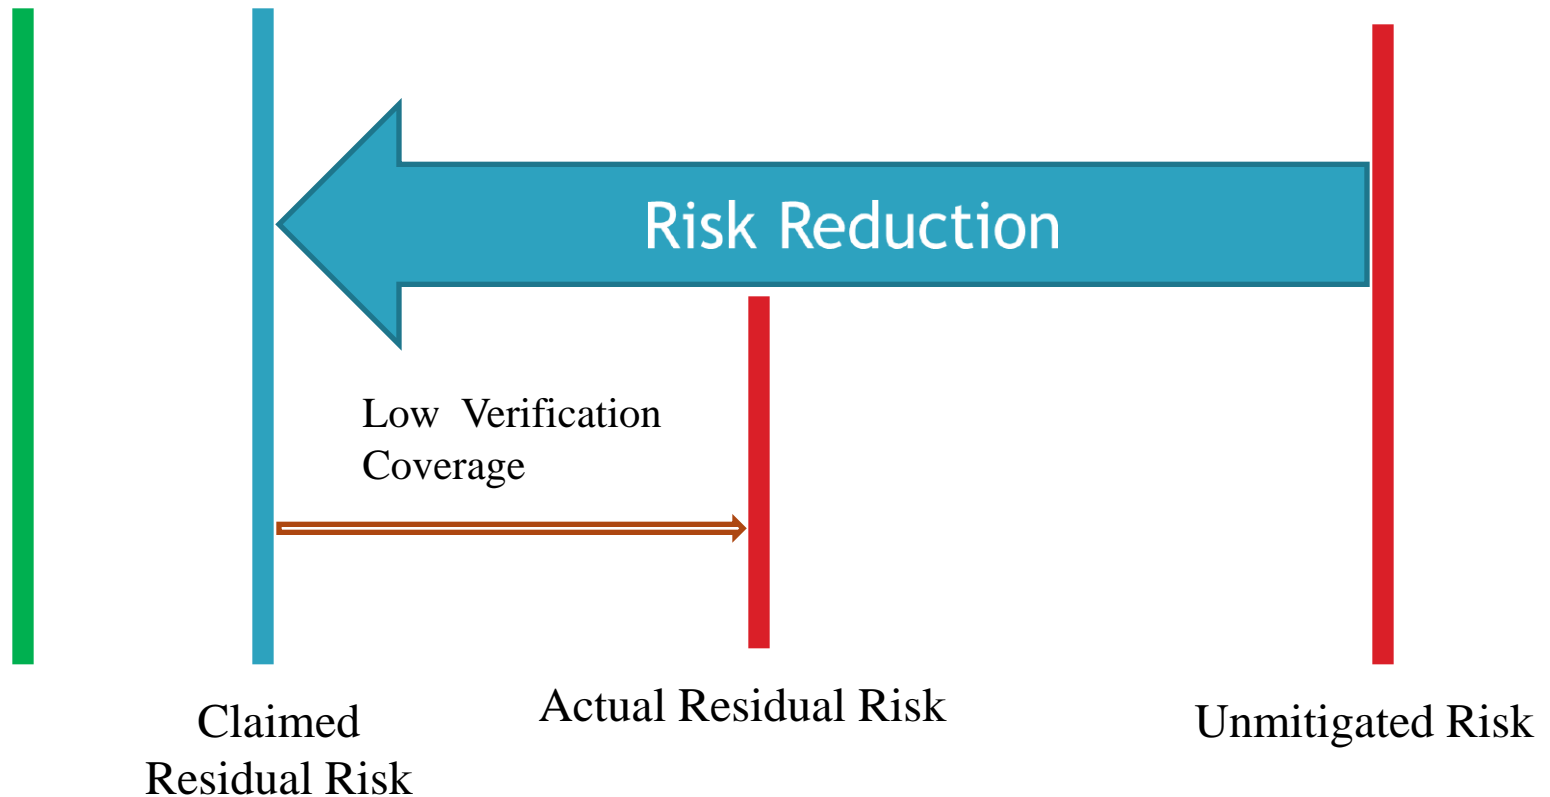 Risk Reduction
Low Verification
Coverage
Claimed
Residual Risk
Actual Residual Risk
Unmitigated Risk